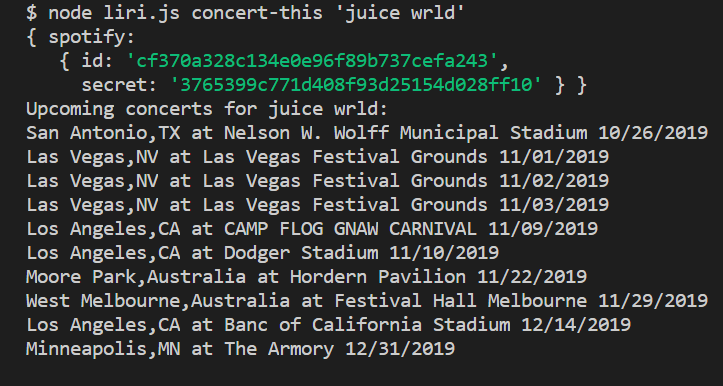 $ node liri.js concert-this 'juice wrld'
{ spotify:
{ id: 'cf370a328c134e0e96f89b737cefa243',
secret: '3765399c771d408f93d25154d028ff10' } }
Upcoming concerts for juice wrld:
San Antonio,TX at Nelson W. Wolff Municipal Stadium 10/26/2019
Las Vegas,NV at Las Vegas Festival Grounds 11/01/2019
Las Vegas,NV at Las Vegas Festival Grounds 11/02/2019
Las Vegas,NV at Las Vegas Festival Grounds 11/03/2019
Los Angeles,CA at CAMP FLOG GNAW CARNIVAL 11/09/2019
Los Angeles,CA at Dodger Stadium 11/10/2019
Moore Park,Australia at Hordern Pavilion 11/22/2019
West Melbourne,Australia at Festival Hall Melbourne 11/29/2019
Los Angeles,CA at Banc of California Stadium 12/14/2019
Minneapolis,MN at The Armory 12/31/2019